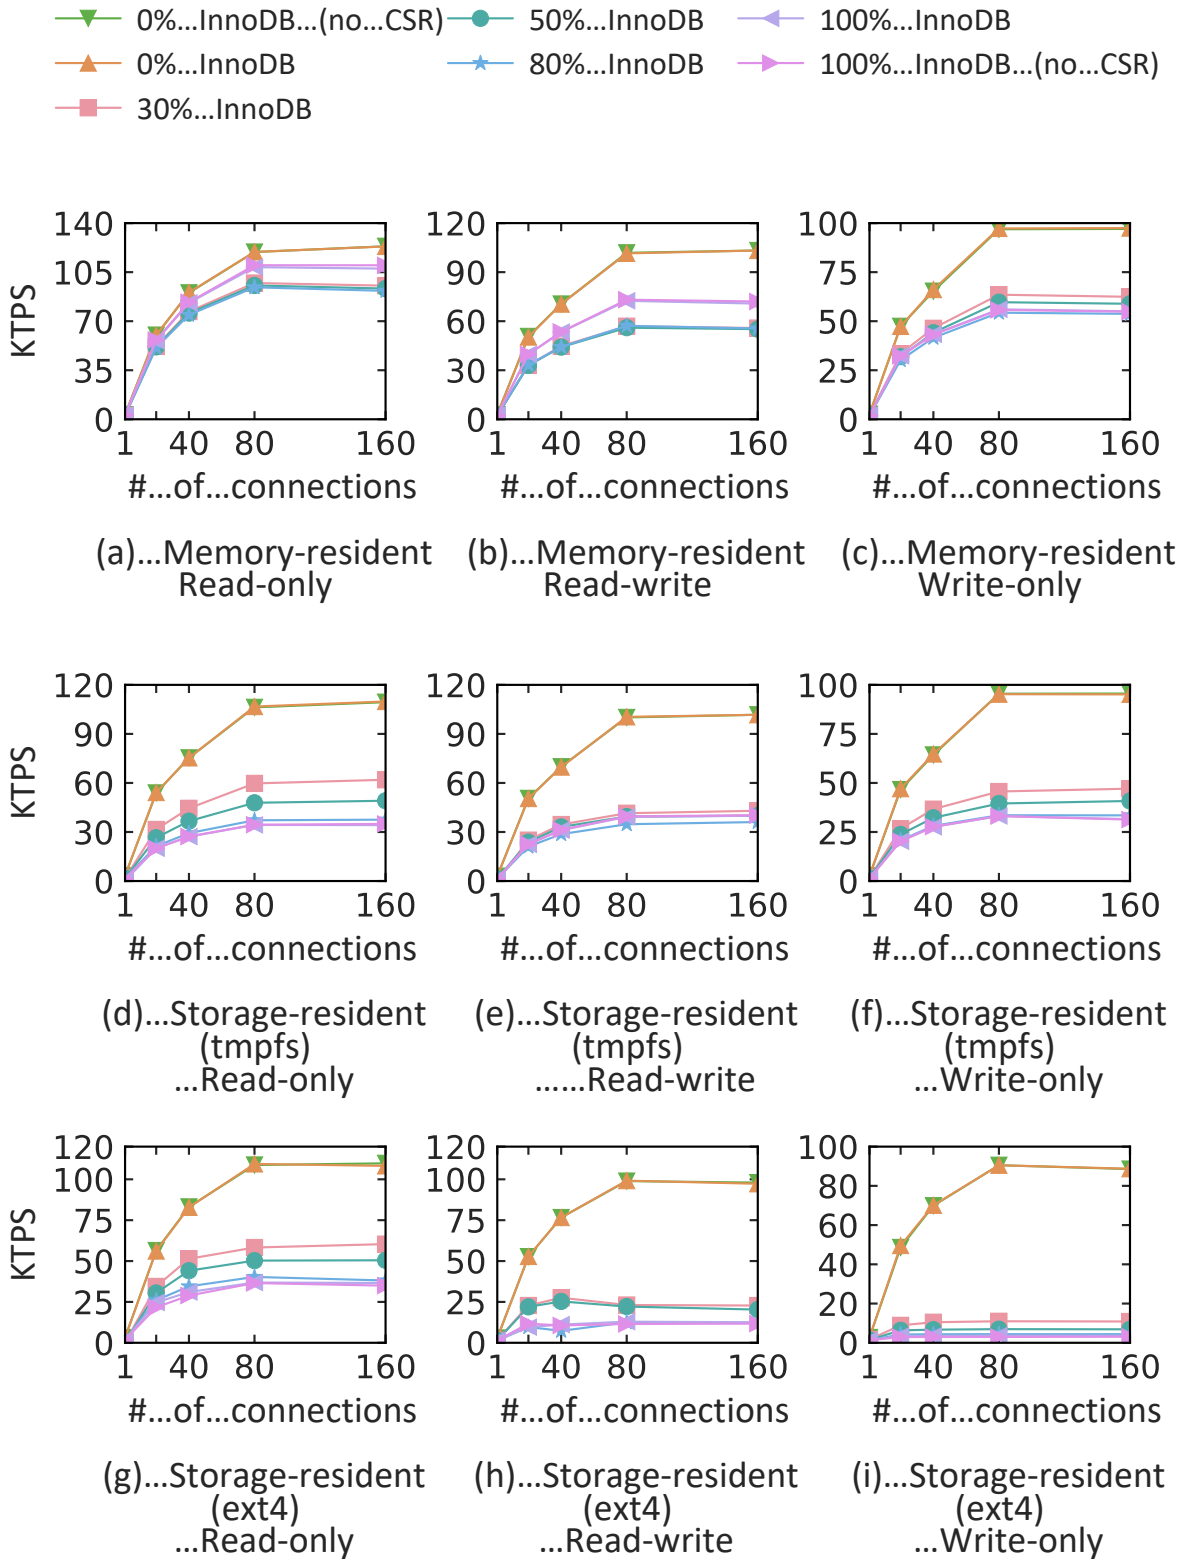 0%...InnoDB...(no...CSR) 50%...InnoDB 100%...InnoDB
0%...InnoDB 80%...InnoDB 100%...InnoDB...(no...CSR)
30%...InnoDB
KTPS
140
105
70
35
0
1 40 80 160
#...of...connections
(a)...Memory-resident
Read-only
120
90
60
30
0
1 40 80 160
#...of...connections
(b)...Memory-resident
Read-write
100
75
50
25
0
1 40 80 160
#...of...connections
(c)...Memory-resident
Write-only
KTPS
120
90
60
30
0
1 40 80 160
#...of...connections
(d)...Storage-resident
(tmpfs)
...Read-only
120
90
60
30
0
1 40 80 160
#...of...connections
(e)...Storage-resident
(tmpfs)
......Read-write
100
75
50
25
0
1 40 80 160
#...of...connections
(f)...Storage-resident
(tmpfs)
...Write-only
KTPS
120
100
75
50
25
0
1 40 80 160
#...of...connections
(g)...Storage-resident
(ext4)
...Read-only
120
100
75
50
25
0
1 40 80 160
#...of...connections
(h)...Storage-resident
(ext4)
...Read-write
100
80
60
40
20
0
1 40 80 160
#...of...connections
(i)...Storage-resident
(ext4)
...Write-only